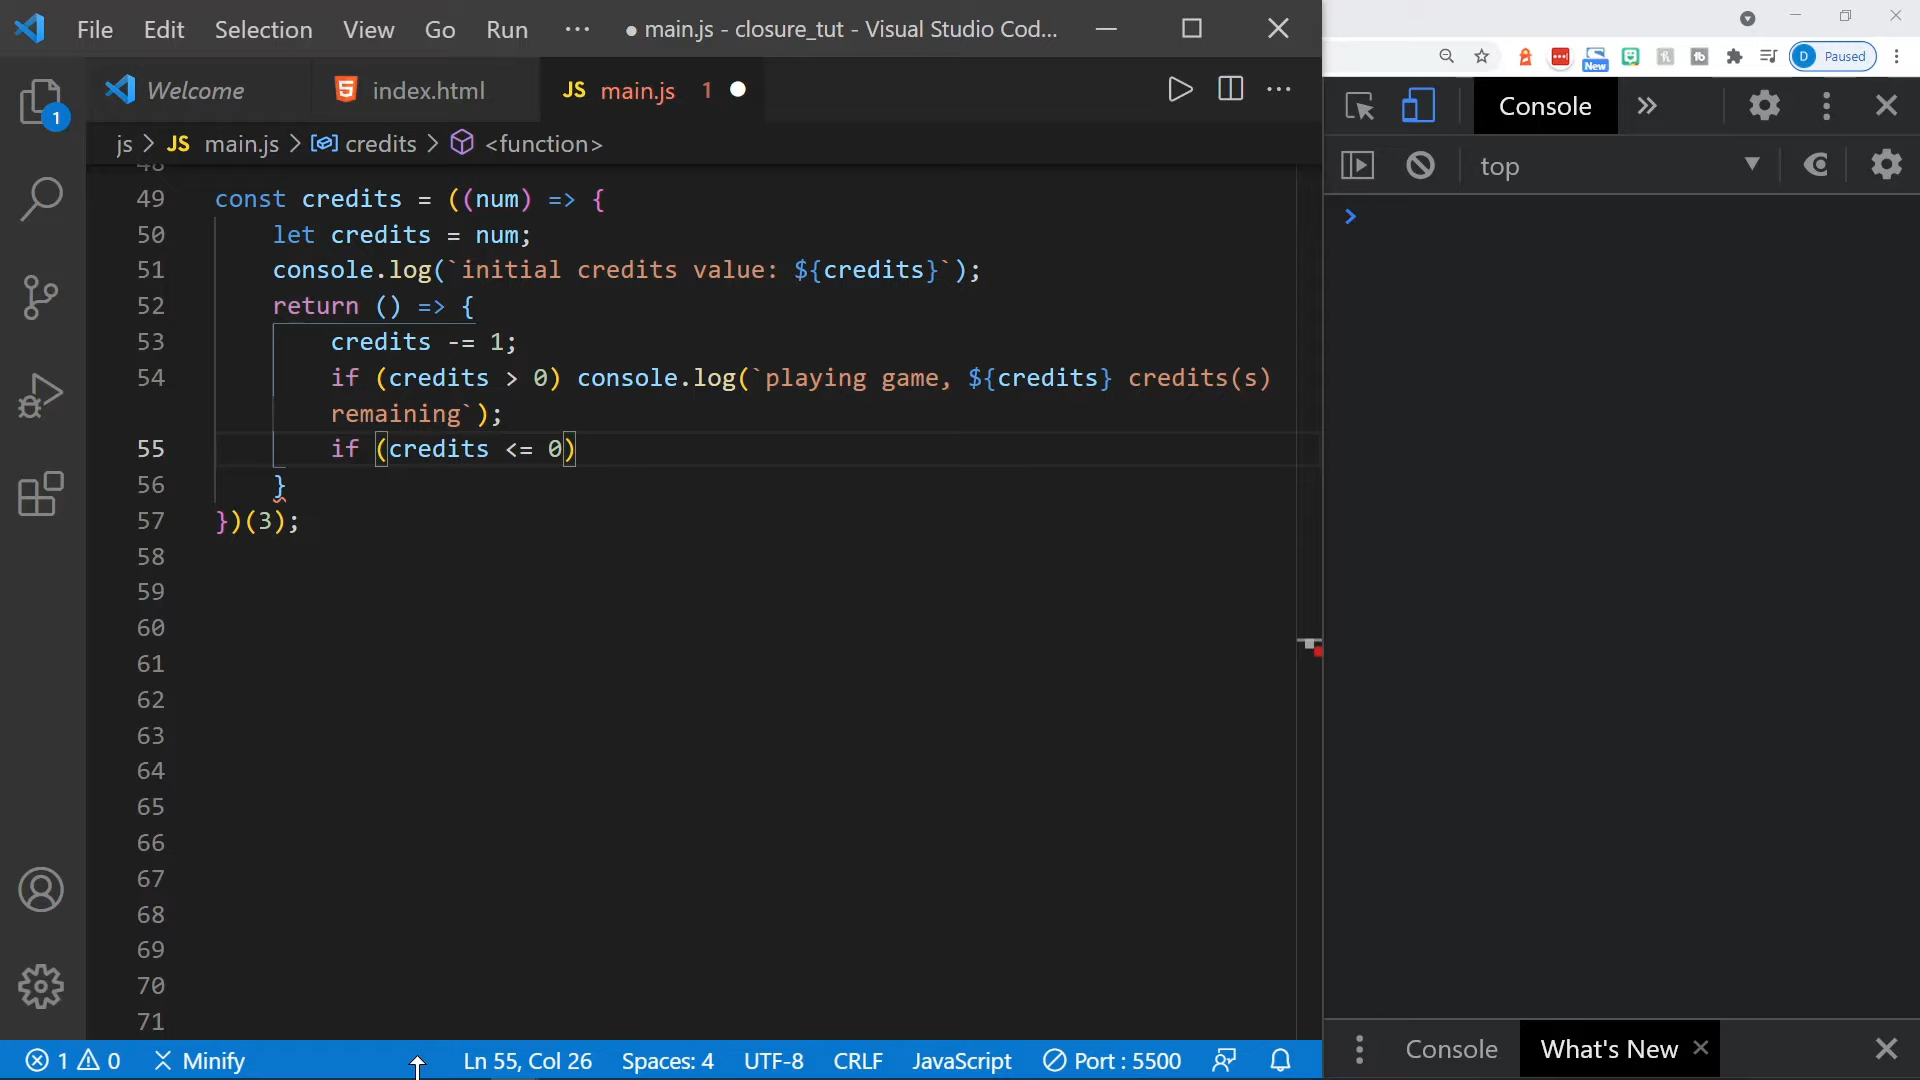 File Edit Selection View Go Run ··· ● main.js - closure_tut - Visual Studio Cod...
Welcome index.html JS main.js 1
js > JS main.js > credits > <function>
48
49 const credits = ((num) => {
50 let credits = num;
51 console.log(`initial credits value: ${credits}`);
52 return () => {
53 credits -= 1;
54 if (credits > 0) console.log(`playing game, ${credits} credits(s)
remaining`);
55 if (credits <= 0)
56 }
57 })(3);
58
59
60
61
62
63
64
65
66
67
68
69
70
71
1
1 0 Minify Ln 55, Col 26 Spaces: 4 UTF-8 CRLF JavaScript Port : 5500
New D Paused
Console
top
Console What's New